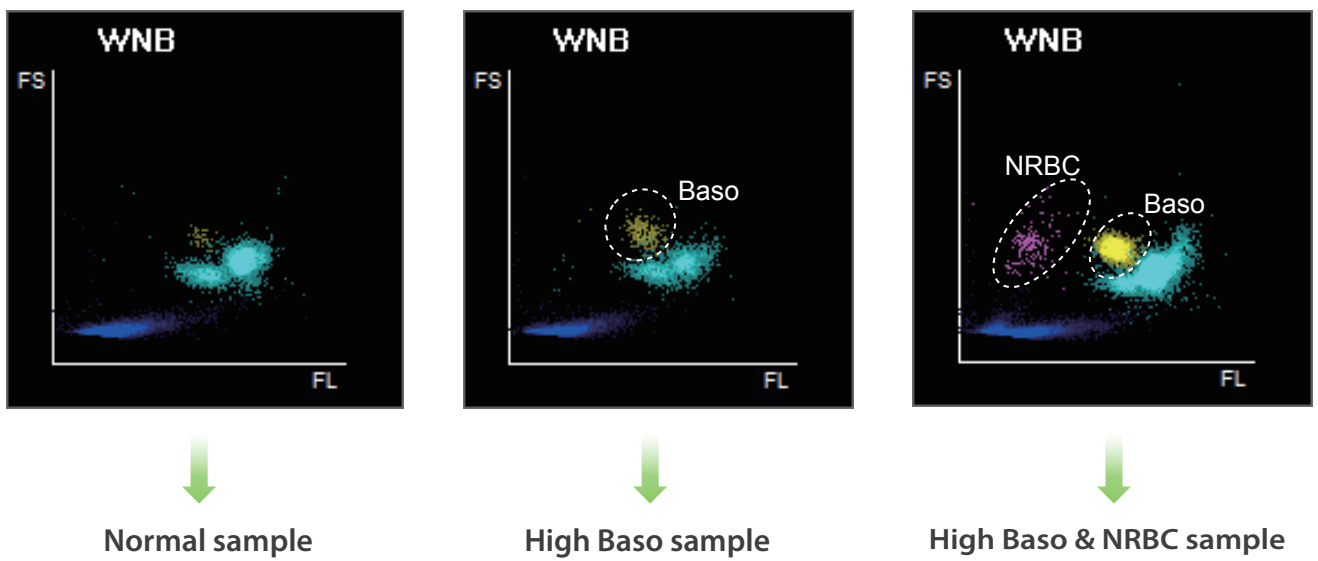 WNB
FS
FL
Normal sample
WNB
FS
Baso
FL
High Baso sample
WNB
FS
NRBC
Baso
FL
High Baso & NRBC sample